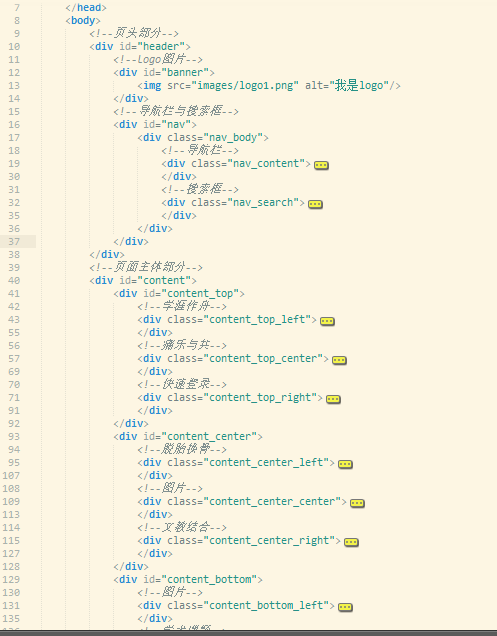 7 </head>
8 <body>
9 <!--页头部分-->
10 <div id="header">
11 <!--Logo图片-->
12 <div id="banner">
13 <img src="images/logo1.png" alt="我是logo"/>
14 </div>
15 <!--导航栏与搜索框-->
16 <div id="nav">
17 <div class="nav_body">
18 <!--导航栏-->
19 <div class="nav_content">
30 </div>
31 <!--搜索框-->
32 <div class="nav_search">
35 </div>
36 </div>
37 </div>
38 </div>
39 <!--页面主体部分-->
40 <div id="content">
41 <div id="content_top">
42 <!--学涯作舟-->
43 <div class="content_top_left">
55 </div>
56 <!--痛乐与共-->
57 <div class="content_top_center">
69 </div>
70 <!--快速登录-->
71 <div class="content_top_right">
91 </div>
92 </div>
93 <div id="content_center">
94 <!--脱胎换骨-->
95 <div class="content_center_left">
107 </div>
108 <!--图片-->
109 <div class="content_center_center">
113 </div>
114 <!--文教结合-->
115 <div class="content_center_right">
127 </div>
128 </div>
129 <div id="content_bottom">
130 <!--图片-->
131 <div class="content_bottom_left">
135 </div>